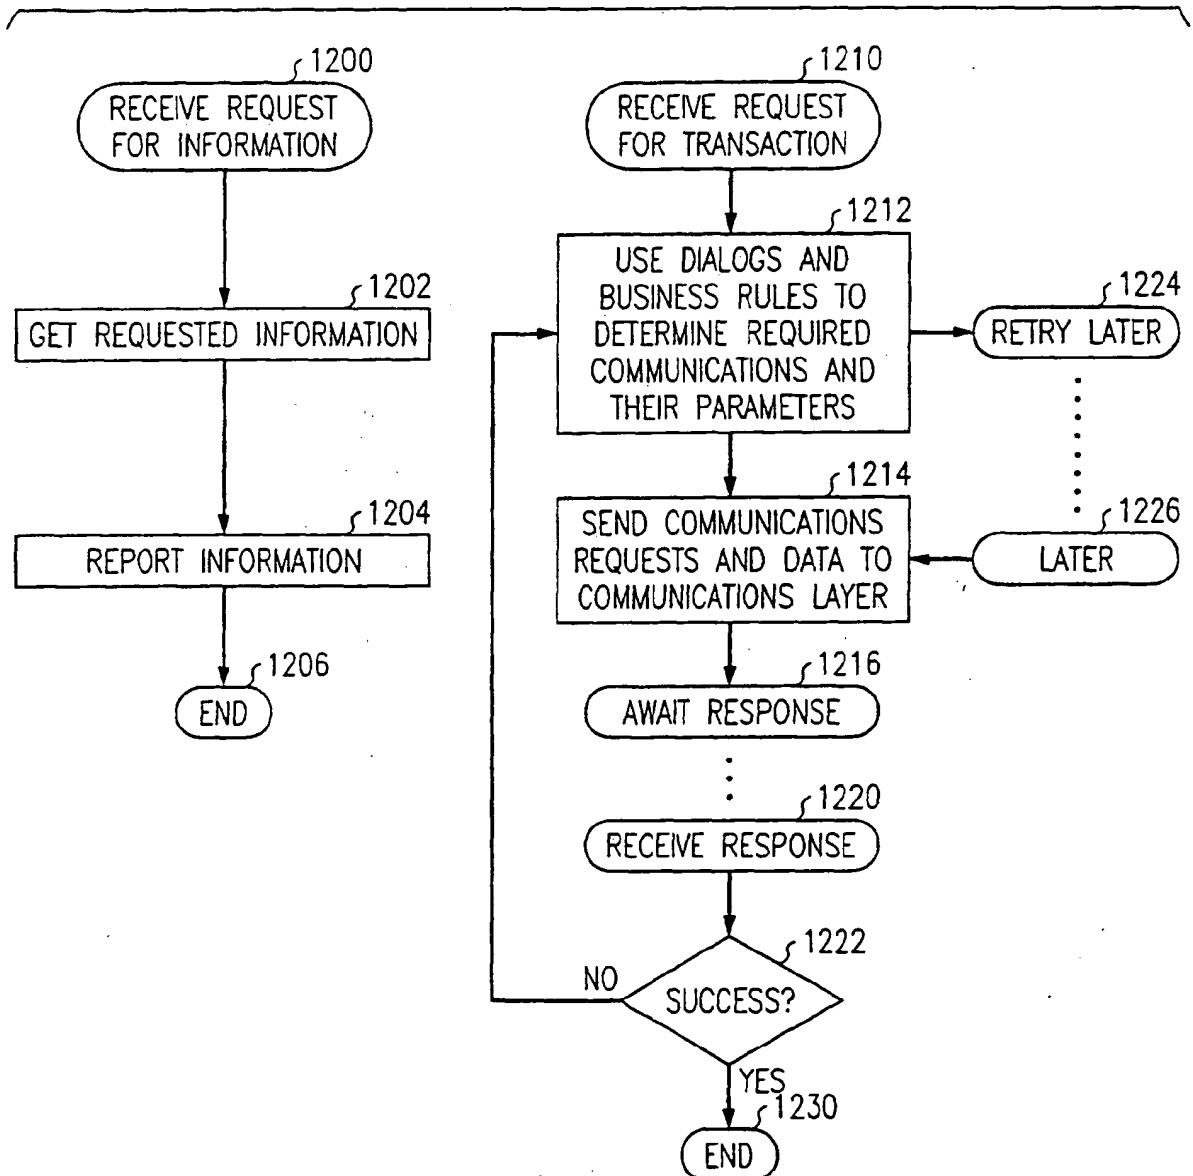 1200
RECEIVE REQUEST
FOR INFORMATION
1202
GET REQUESTED INFORMATION
1204
REPORT INFORMATION
1206
END
1210
RECEIVE REQUEST
FOR TRANSACTION
1212
USE DIALOGS AND
BUSINESS RULES TO
DETERMINE REQUIRED
COMMUNICATIONS AND
THEIR PARAMETERS
1224
RETRY LATER
1214
SEND COMMUNICATIONS
REQUESTS AND DATA TO
COMMUNICATIONS LAYER
1226
LATER
1216
AWAIT RESPONSE
1220
RECEIVE RESPONSE
1222
SUCCESS?
NO
YES
1230
END